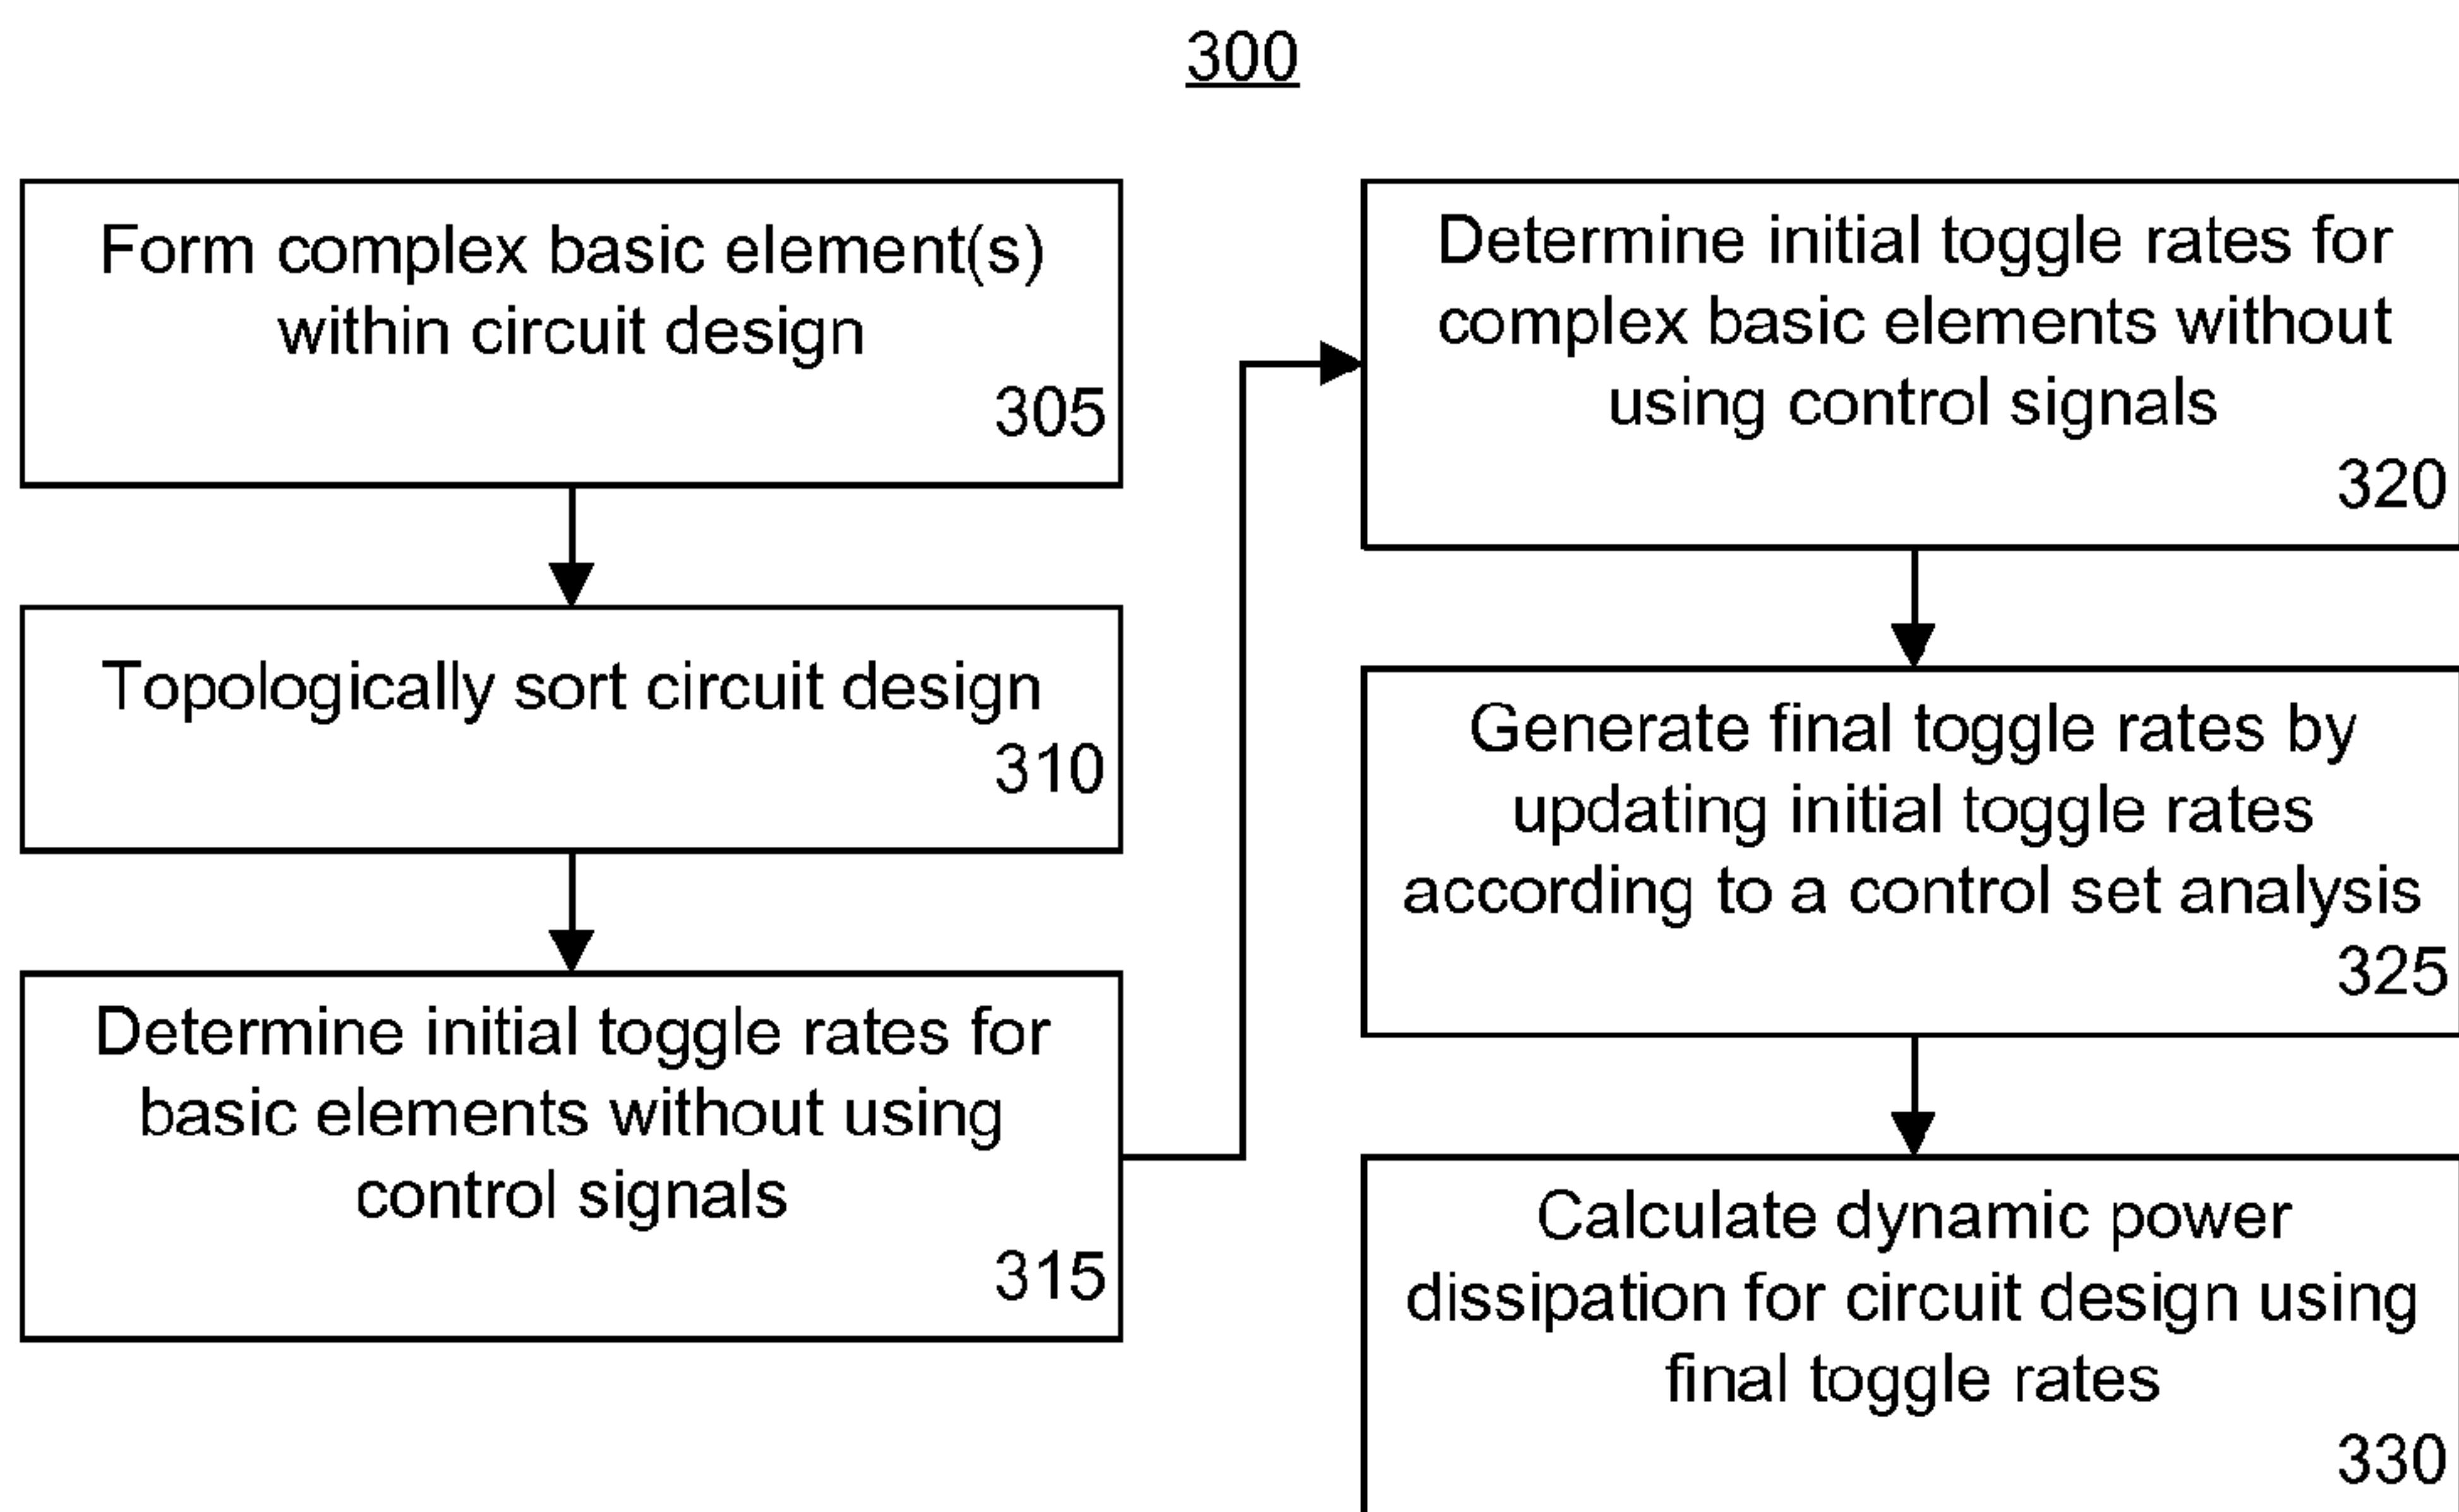 300
Form complex basic element(s)
within circuit design
305
Topologically sort circuit design
310
Determine initial toggle rates for
basic elements without using
control signals
315
Determine initial toggle rates for
complex basic elements without
using control signals
320
Generate final toggle rates by
updating initial toggle rates
according to a control set analysis
325
Calculate dynamic power
dissipation for circuit design using
final toggle rates
330